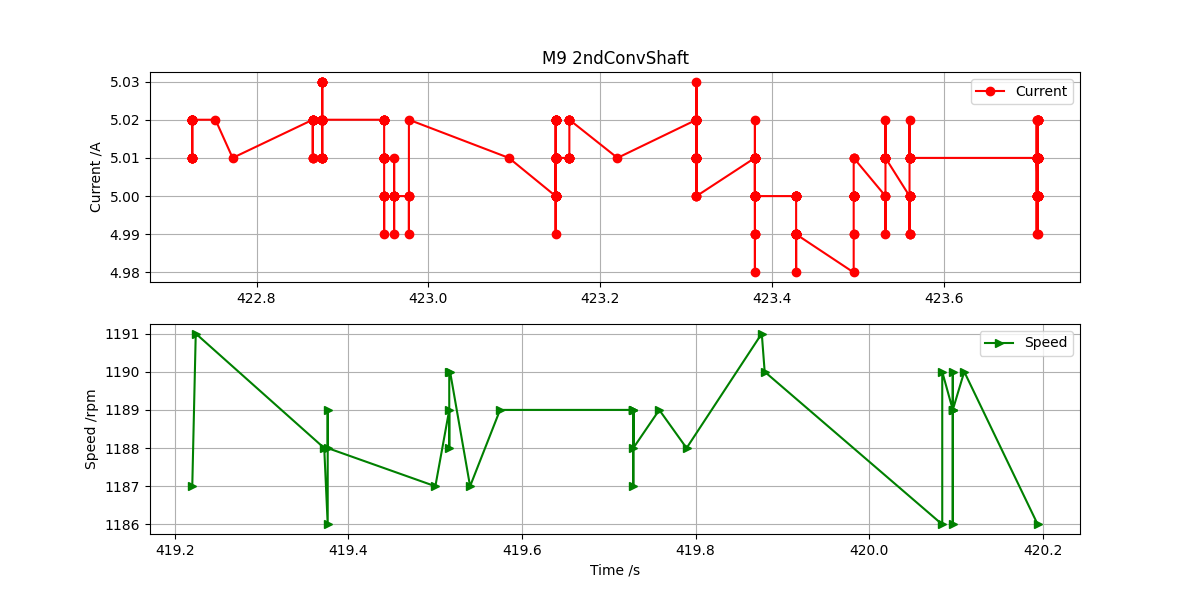 M9 2ndConvShaft
Current /A
5.03
5.02
5.01
5.00
4.99
4.98
Current
422.8 423.0 423.2 423.4 423.6
Speed /rpm
1191
1190
1189
1188
1187
1186
Speed
419.2 419.4 419.6 419.8 420.0 420.2
Time /s